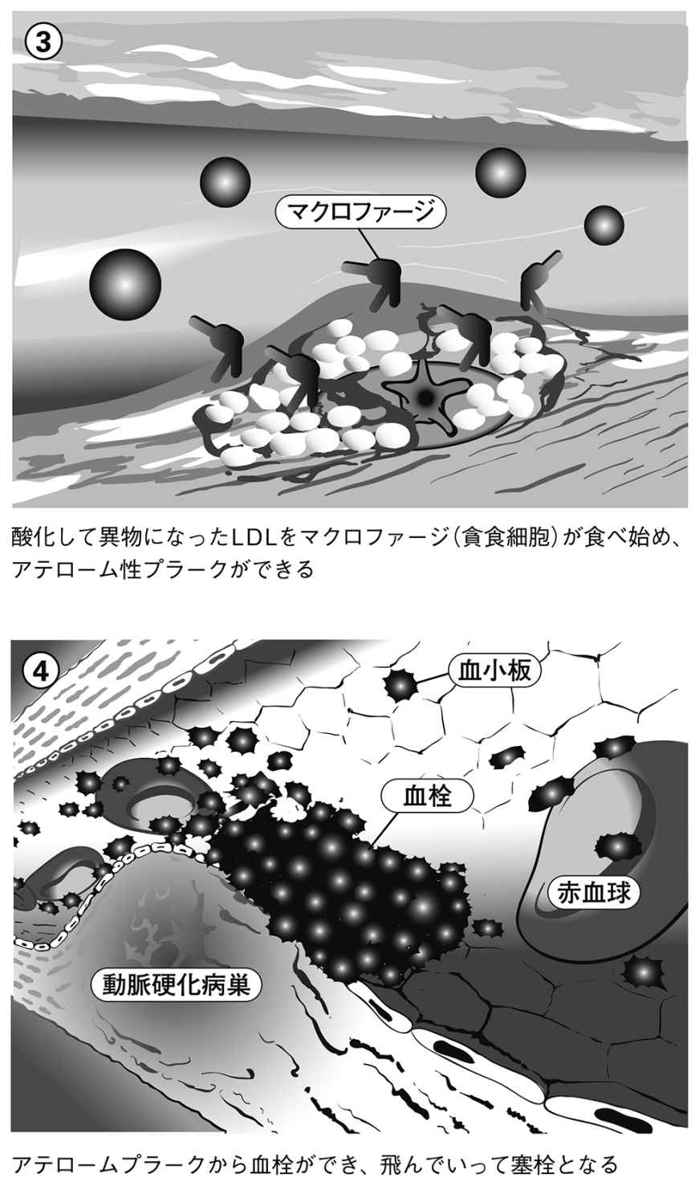 ③
マクロファージ
酸化して異物になったLDLをマクロファージ（貪食細胞）が食べ始め、
アテローム性プラークができる
④
血小板
血栓
赤血球
動脈硬化病巣
アテロームプラークから血栓ができ、飛んでいって塞栓となる